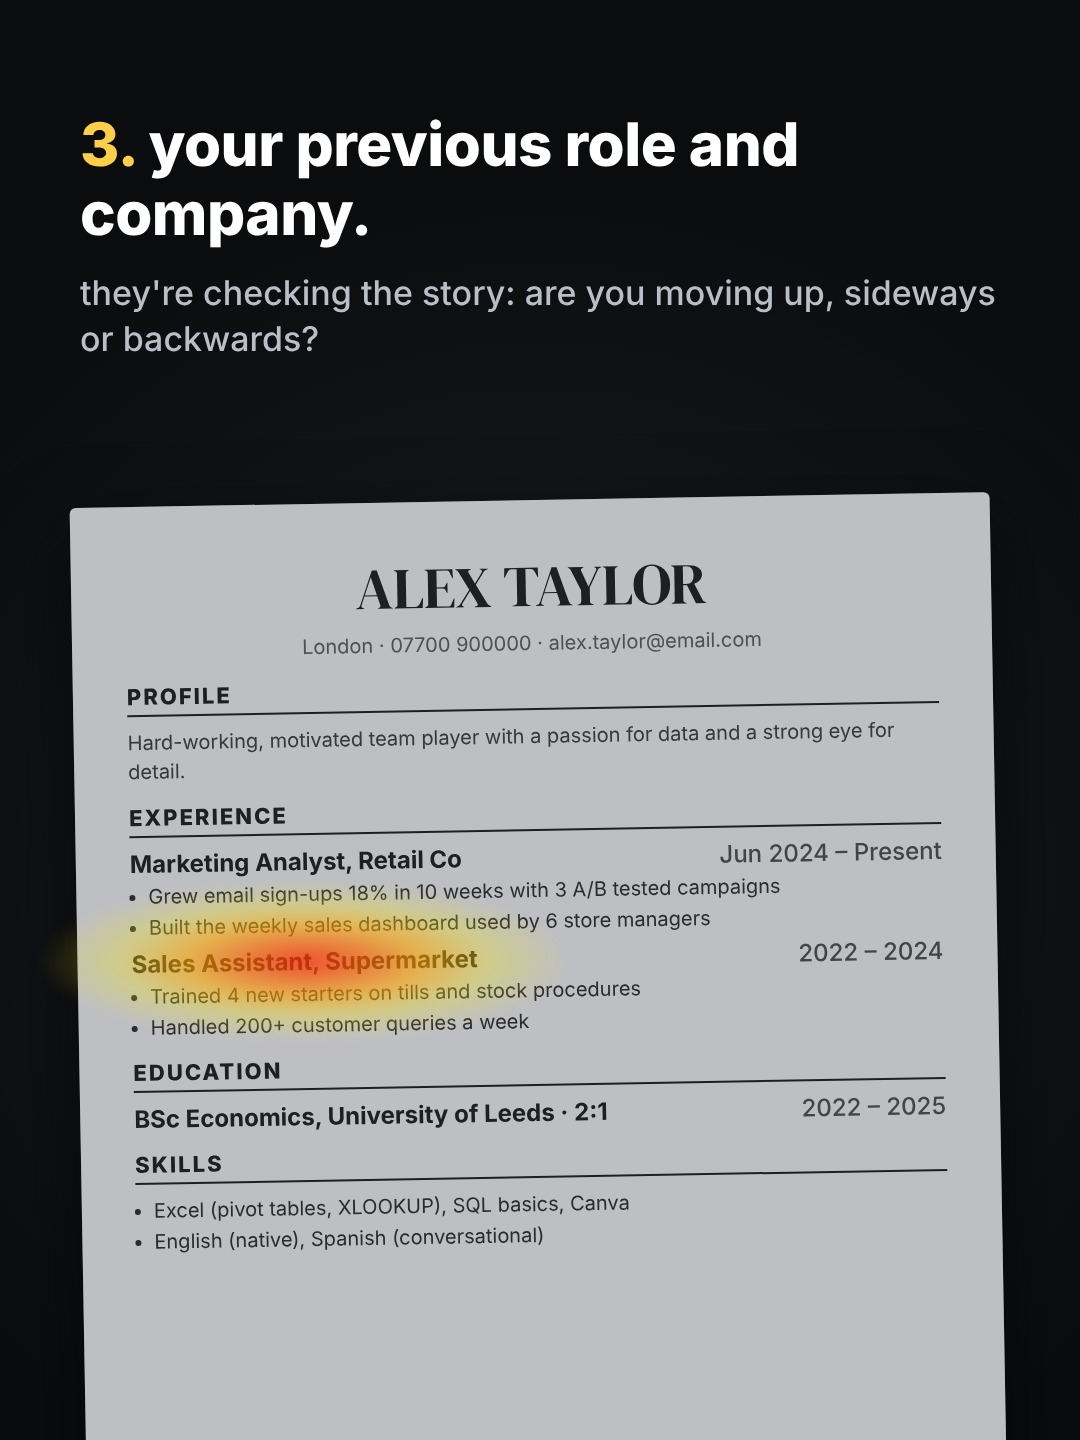 3. your previous role and
company.
they're checking the story: are you moving up, sideways
or backwards?
ALEX TAYLOR
London · 07700 900000 · alex.taylor@email.com
PROFILE
Hard-working, motivated team player with a passion for data and a strong eye for
detail.
EXPERIENCE
Marketing Analyst, Retail Co Jun 2024 – Present
• Grew email sign-ups 18% in 10 weeks with 3 A/B tested campaigns
• Built the weekly sales dashboard used by 6 store managers
Sales Assistant, Supermarket 2022 – 2024
• Trained 4 new starters on tills and stock procedures
• Handled 200+ customer queries a week
EDUCATION
BSc Economics, University of Leeds · 2:1 2022 – 2025
SKILLS
• Excel (pivot tables, XLOOKUP), SQL basics, Canva
• English (native), Spanish (conversational)